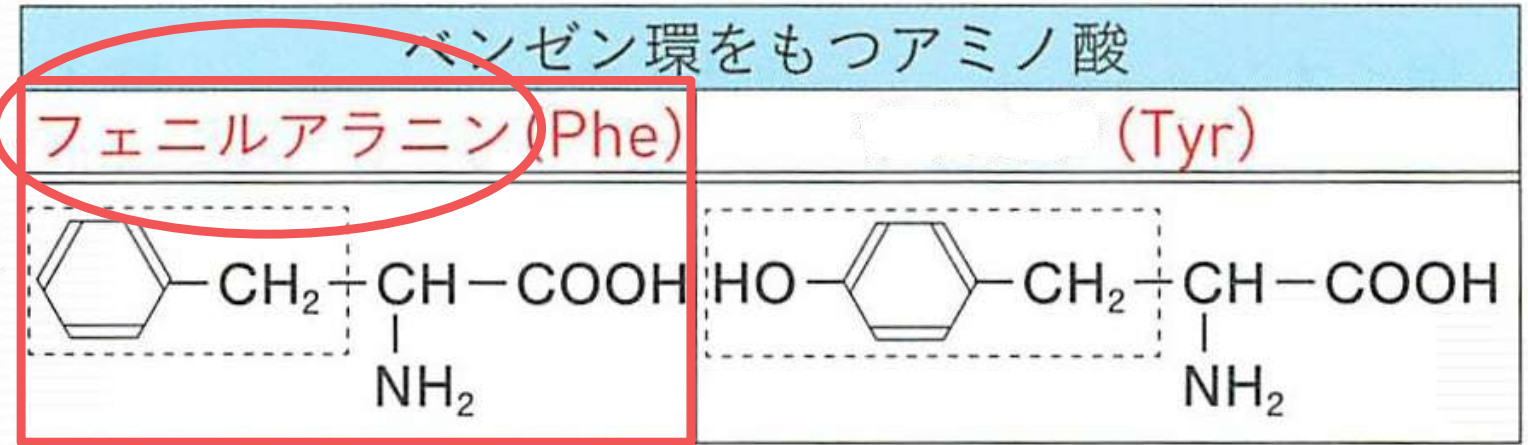 ベンゼン環をもつアミノ酸
フェニルアラニン(Phe) (Tyr)
CH₂-CH-COOH HO- CH₂-CH-COOH
NH₂ NH₂